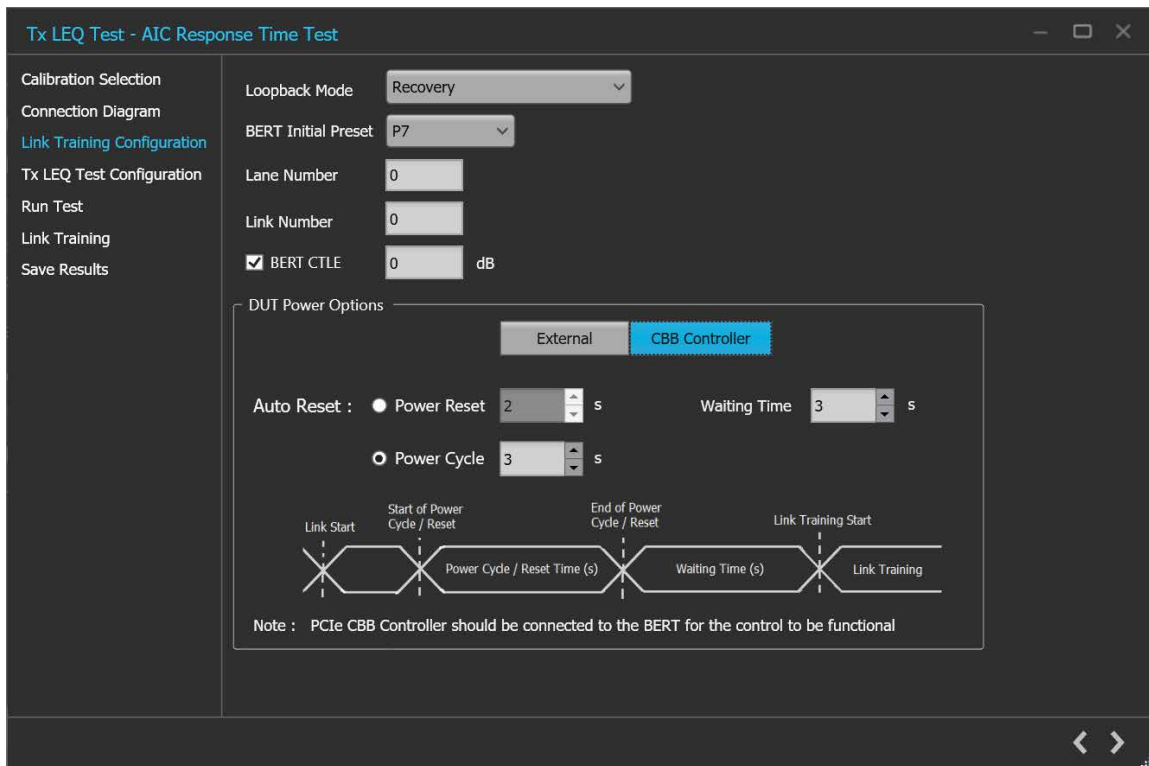 Tx LEQ Test - AIC Response Time Test
Calibration Selection
Connection Diagram
Link Training Configuration
Tx LEQ Test Configuration
Run Test
Link Training
Save Results
Loopback Mode Recovery
BERT Initial Preset P7
Lane Number 0
Link Number 0
BERT CTLE 0 dB
DUT Power Options
External CBB Controller
Auto Reset : Power Reset 2 s Waiting Time 3 s
Power Cycle 3 s
Link Start
Start of Power
Cycle / Reset
End of Power
Cycle / Reset
Link Training Start
Power Cycle / Reset Time (s) Waiting Time (s) Link Training
Note : PCIe CBB Controller should be connected to the BERT for the control to be functional